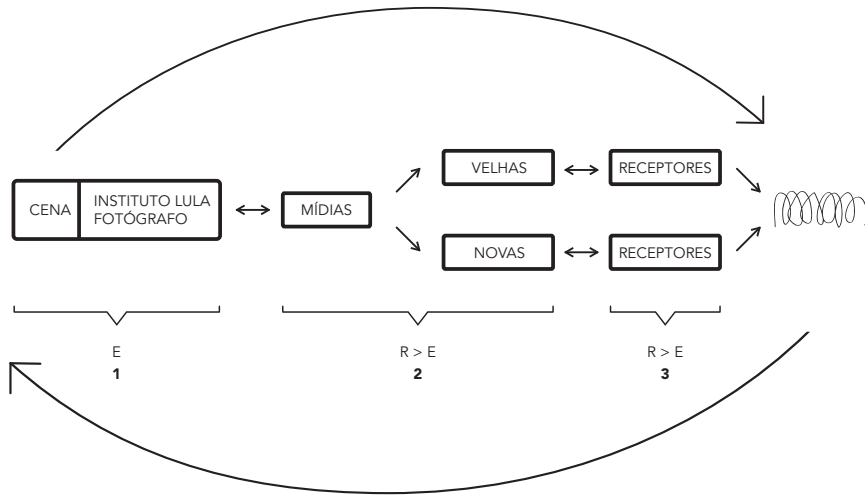 CENA
INSTITUTO LULA
FOTÓGRAFO
MÍDIAS
VELHAS
RECEPTORES
NOVAS
RECEPTORES
E
1
R > E
2
R > E
3